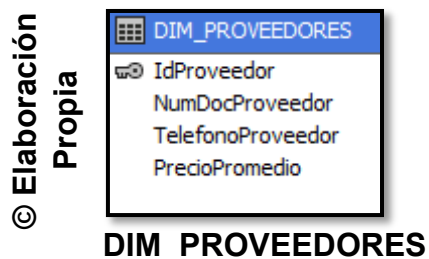 © Elaboración
Propia
DIM_PROVEEDORES
IdProveedor
NumDocProveedor
TelefonoProveedor
PrecioPromedio
DIM PROVEEDORES